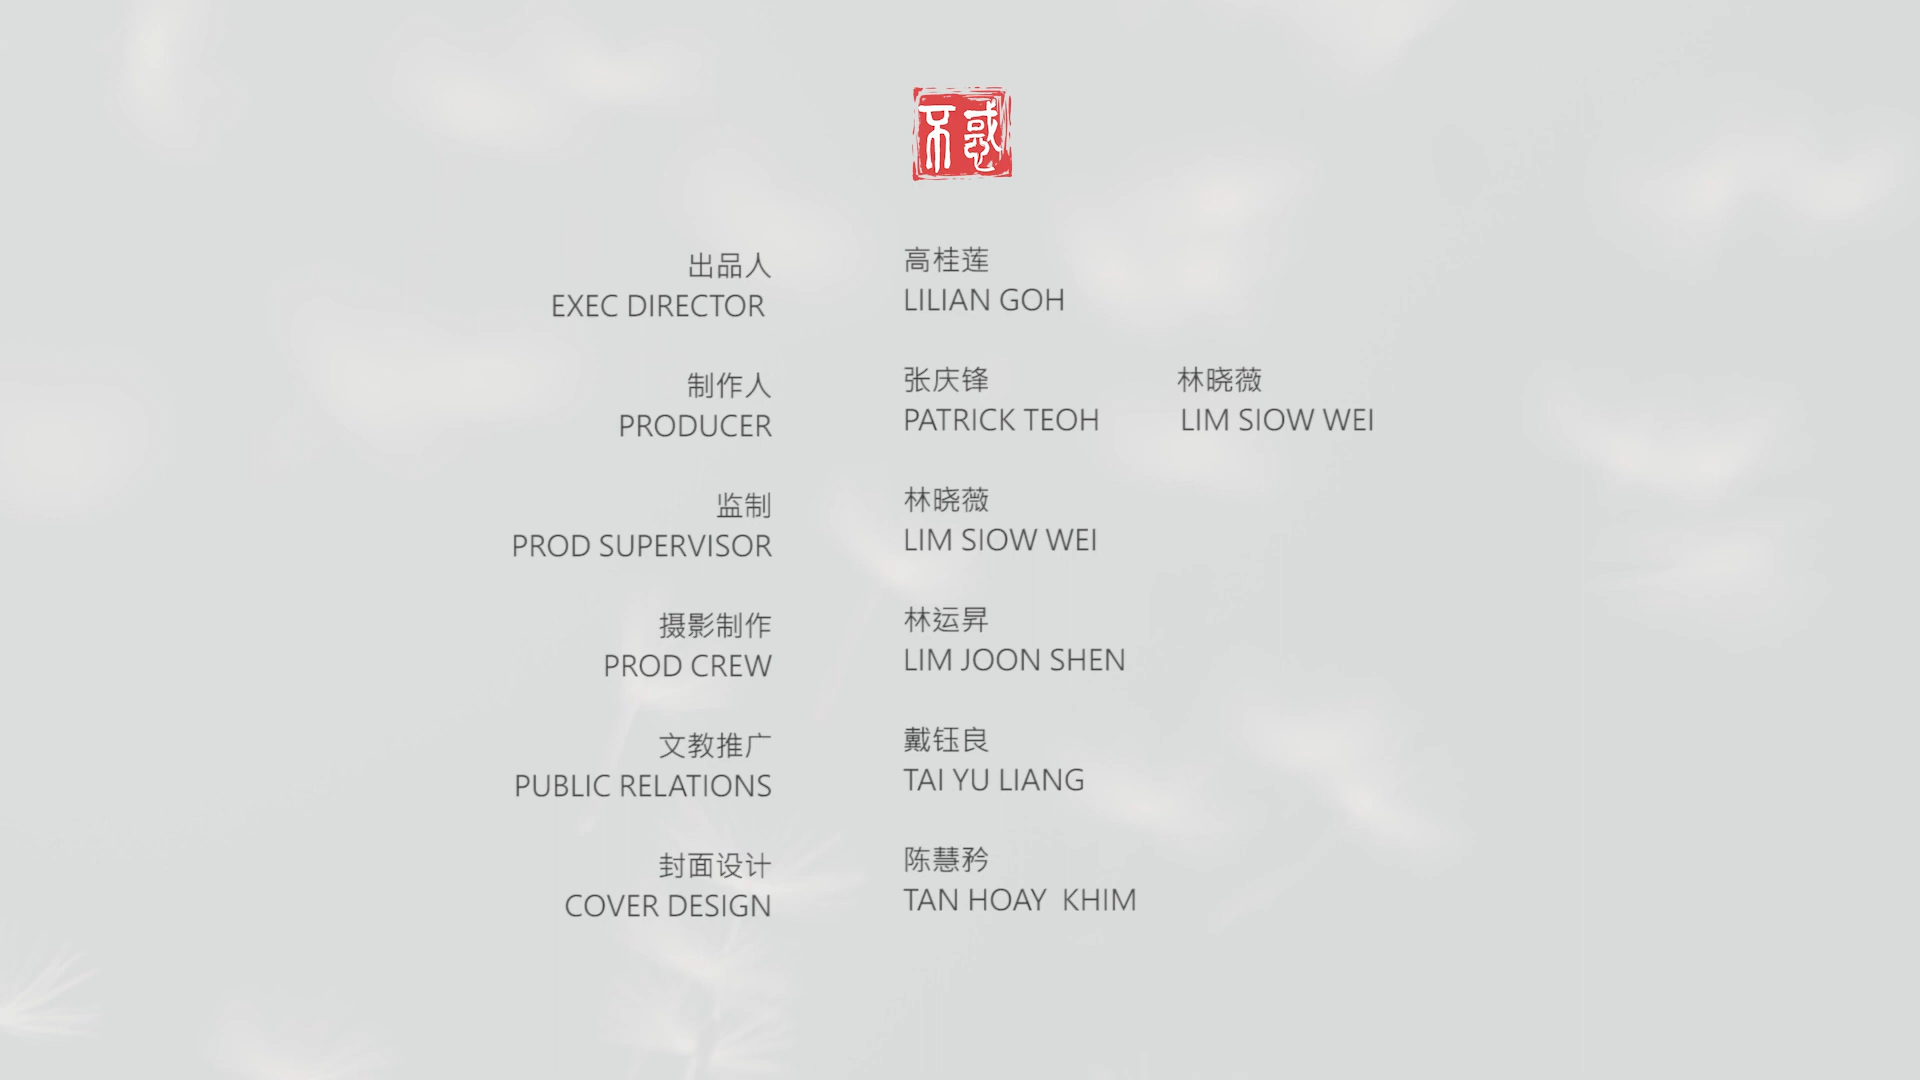 不惑
出品人 高桂莲
EXEC DIRECTOR LILIAN GOH
制作人 张庆锋 林晓薇
PRODUCER PATRICK TEOH LIM SIOW WEI
监制 林晓薇
PROD SUPERVISOR LIM SIOW WEI
摄影制作 林运昇
PROD CREW LIM JOON SHEN
文教推广 戴钰良
PUBLIC RELATIONS TAI YU LIANG
封面设计 陈慧矜
COVER DESIGN TAN HOAY  KHIM